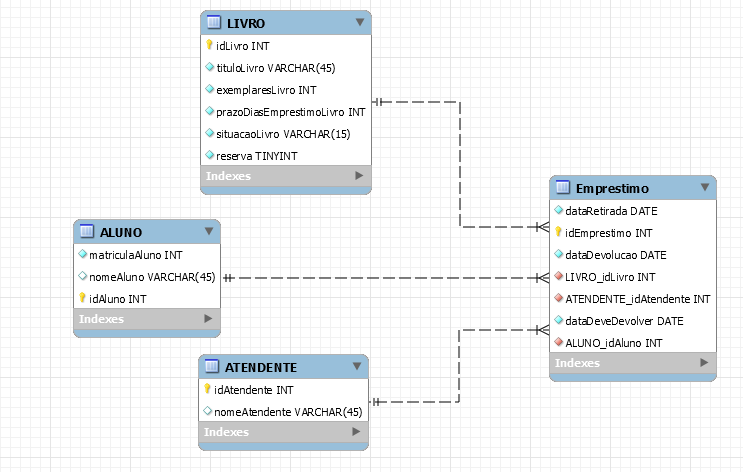 LIVRO
idLivro INT
tituloLivro VARCHAR(45)
exemplaresLivro INT
prazoDiasEmprestimoLivro INT
situacaoLivro VARCHAR(15)
reserva TINYINT
Indexes
ALUNO
matriculaAluno INT
nomeAluno VARCHAR(45)
idAluno INT
Indexes
ATENDENTE
idAtendente INT
nomeAtendente VARCHAR(45)
Indexes
Emprestimo
dataRetirada DATE
idEmprestimo INT
dataDevolucao DATE
LIVRO_idLivro INT
ATENDENTE_idAtendente INT
dataDeveDevolver DATE
ALUNO_idAluno INT
Indexes